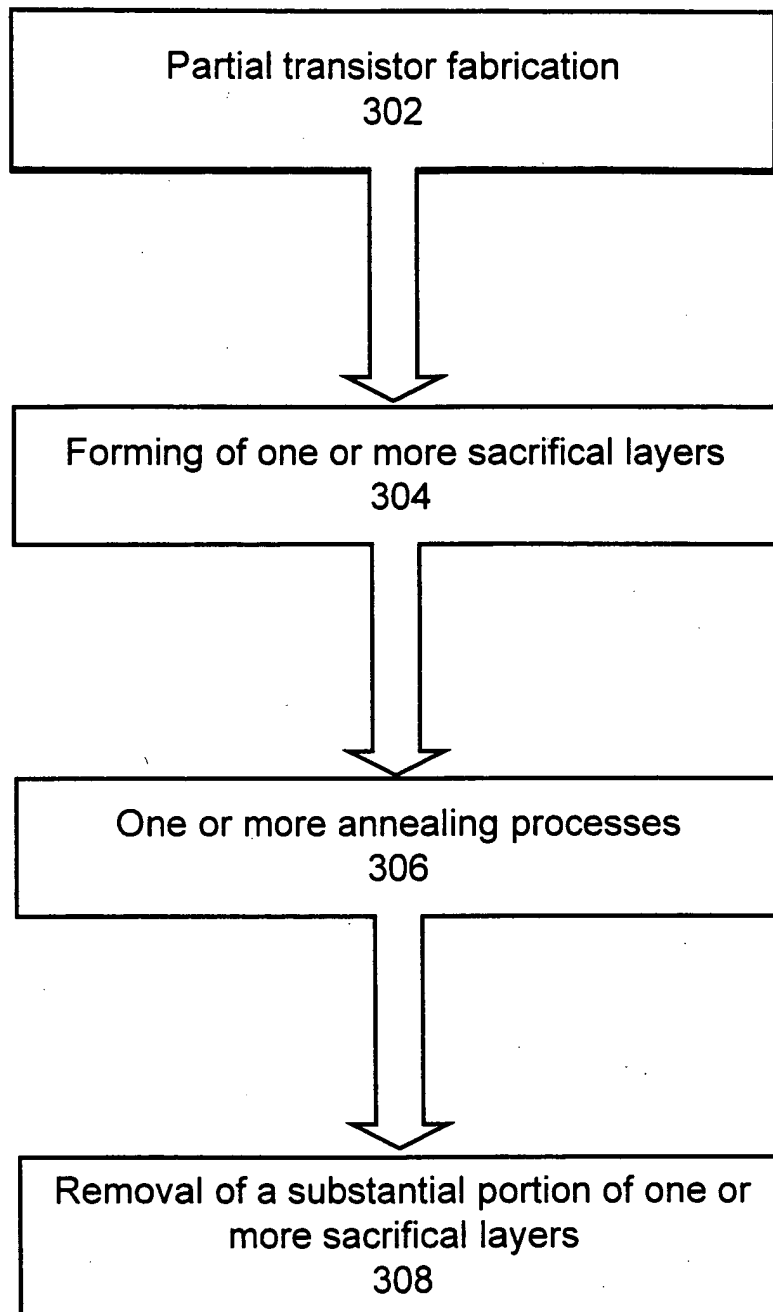 Partial transistor fabrication
302
Forming of one or more sacrifical layers
304
One or more annealing processes
306
Removal of a substantial portion of one or
more sacrifical layers
308